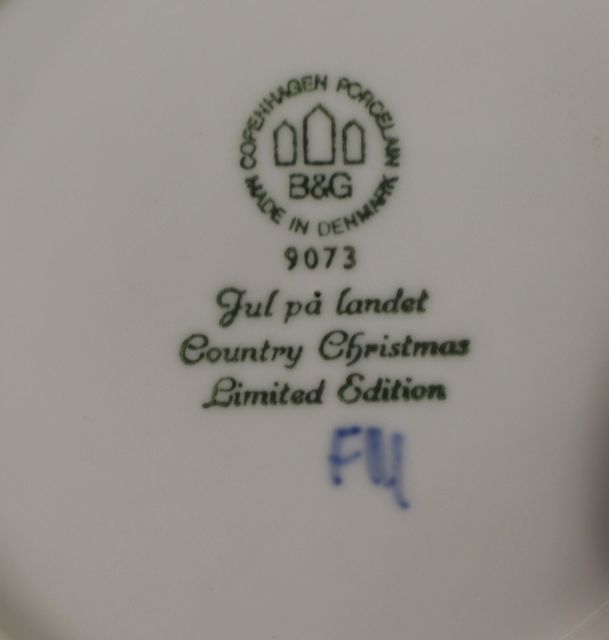 COPENHAGEN PORCELAIN
B&G
MADE IN DENMARK
9073
Jul på landet
Country Christmas
Limited Edition